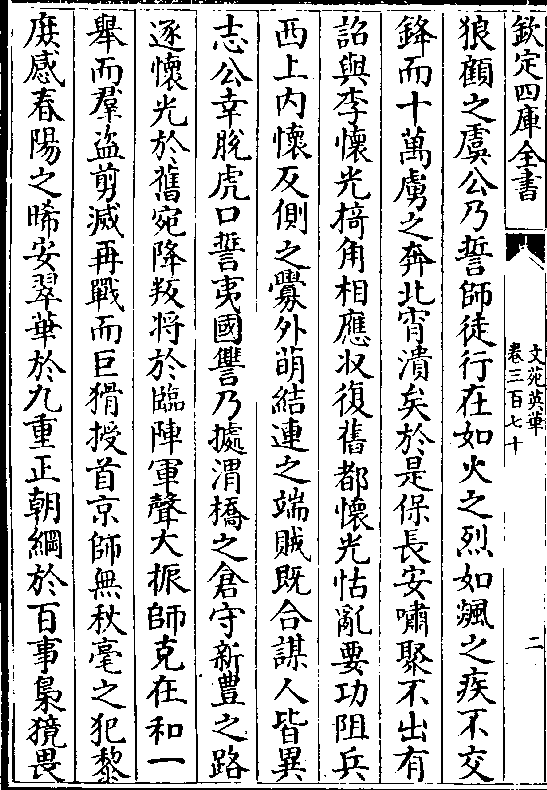 欽定四庫全書
文苑英華
卷三百七十
二
狼顧之虞公乃誓師徒行在如火之烈如飈之疾不交
鋒而十萬虜之奔北宵潰矣於是保長安嘯聚不出有
詔與李懷光掎角相應收復舊都懷光怙亂要功阻兵
西上内懷反側之釁外萌結連之端賊既合謀人皆異
志公幸脫虎口誓夷國讐乃據渭橋之倉守新豐之路
逐懷光於舊宛降叛将於臨陣軍聲大振師克在和一
舉而羣盜剪滅再戰而巨猾授首京師無秋毫之犯黎
庶感春陽之晞安翠華於九重正朝綱於百事梟獍畏